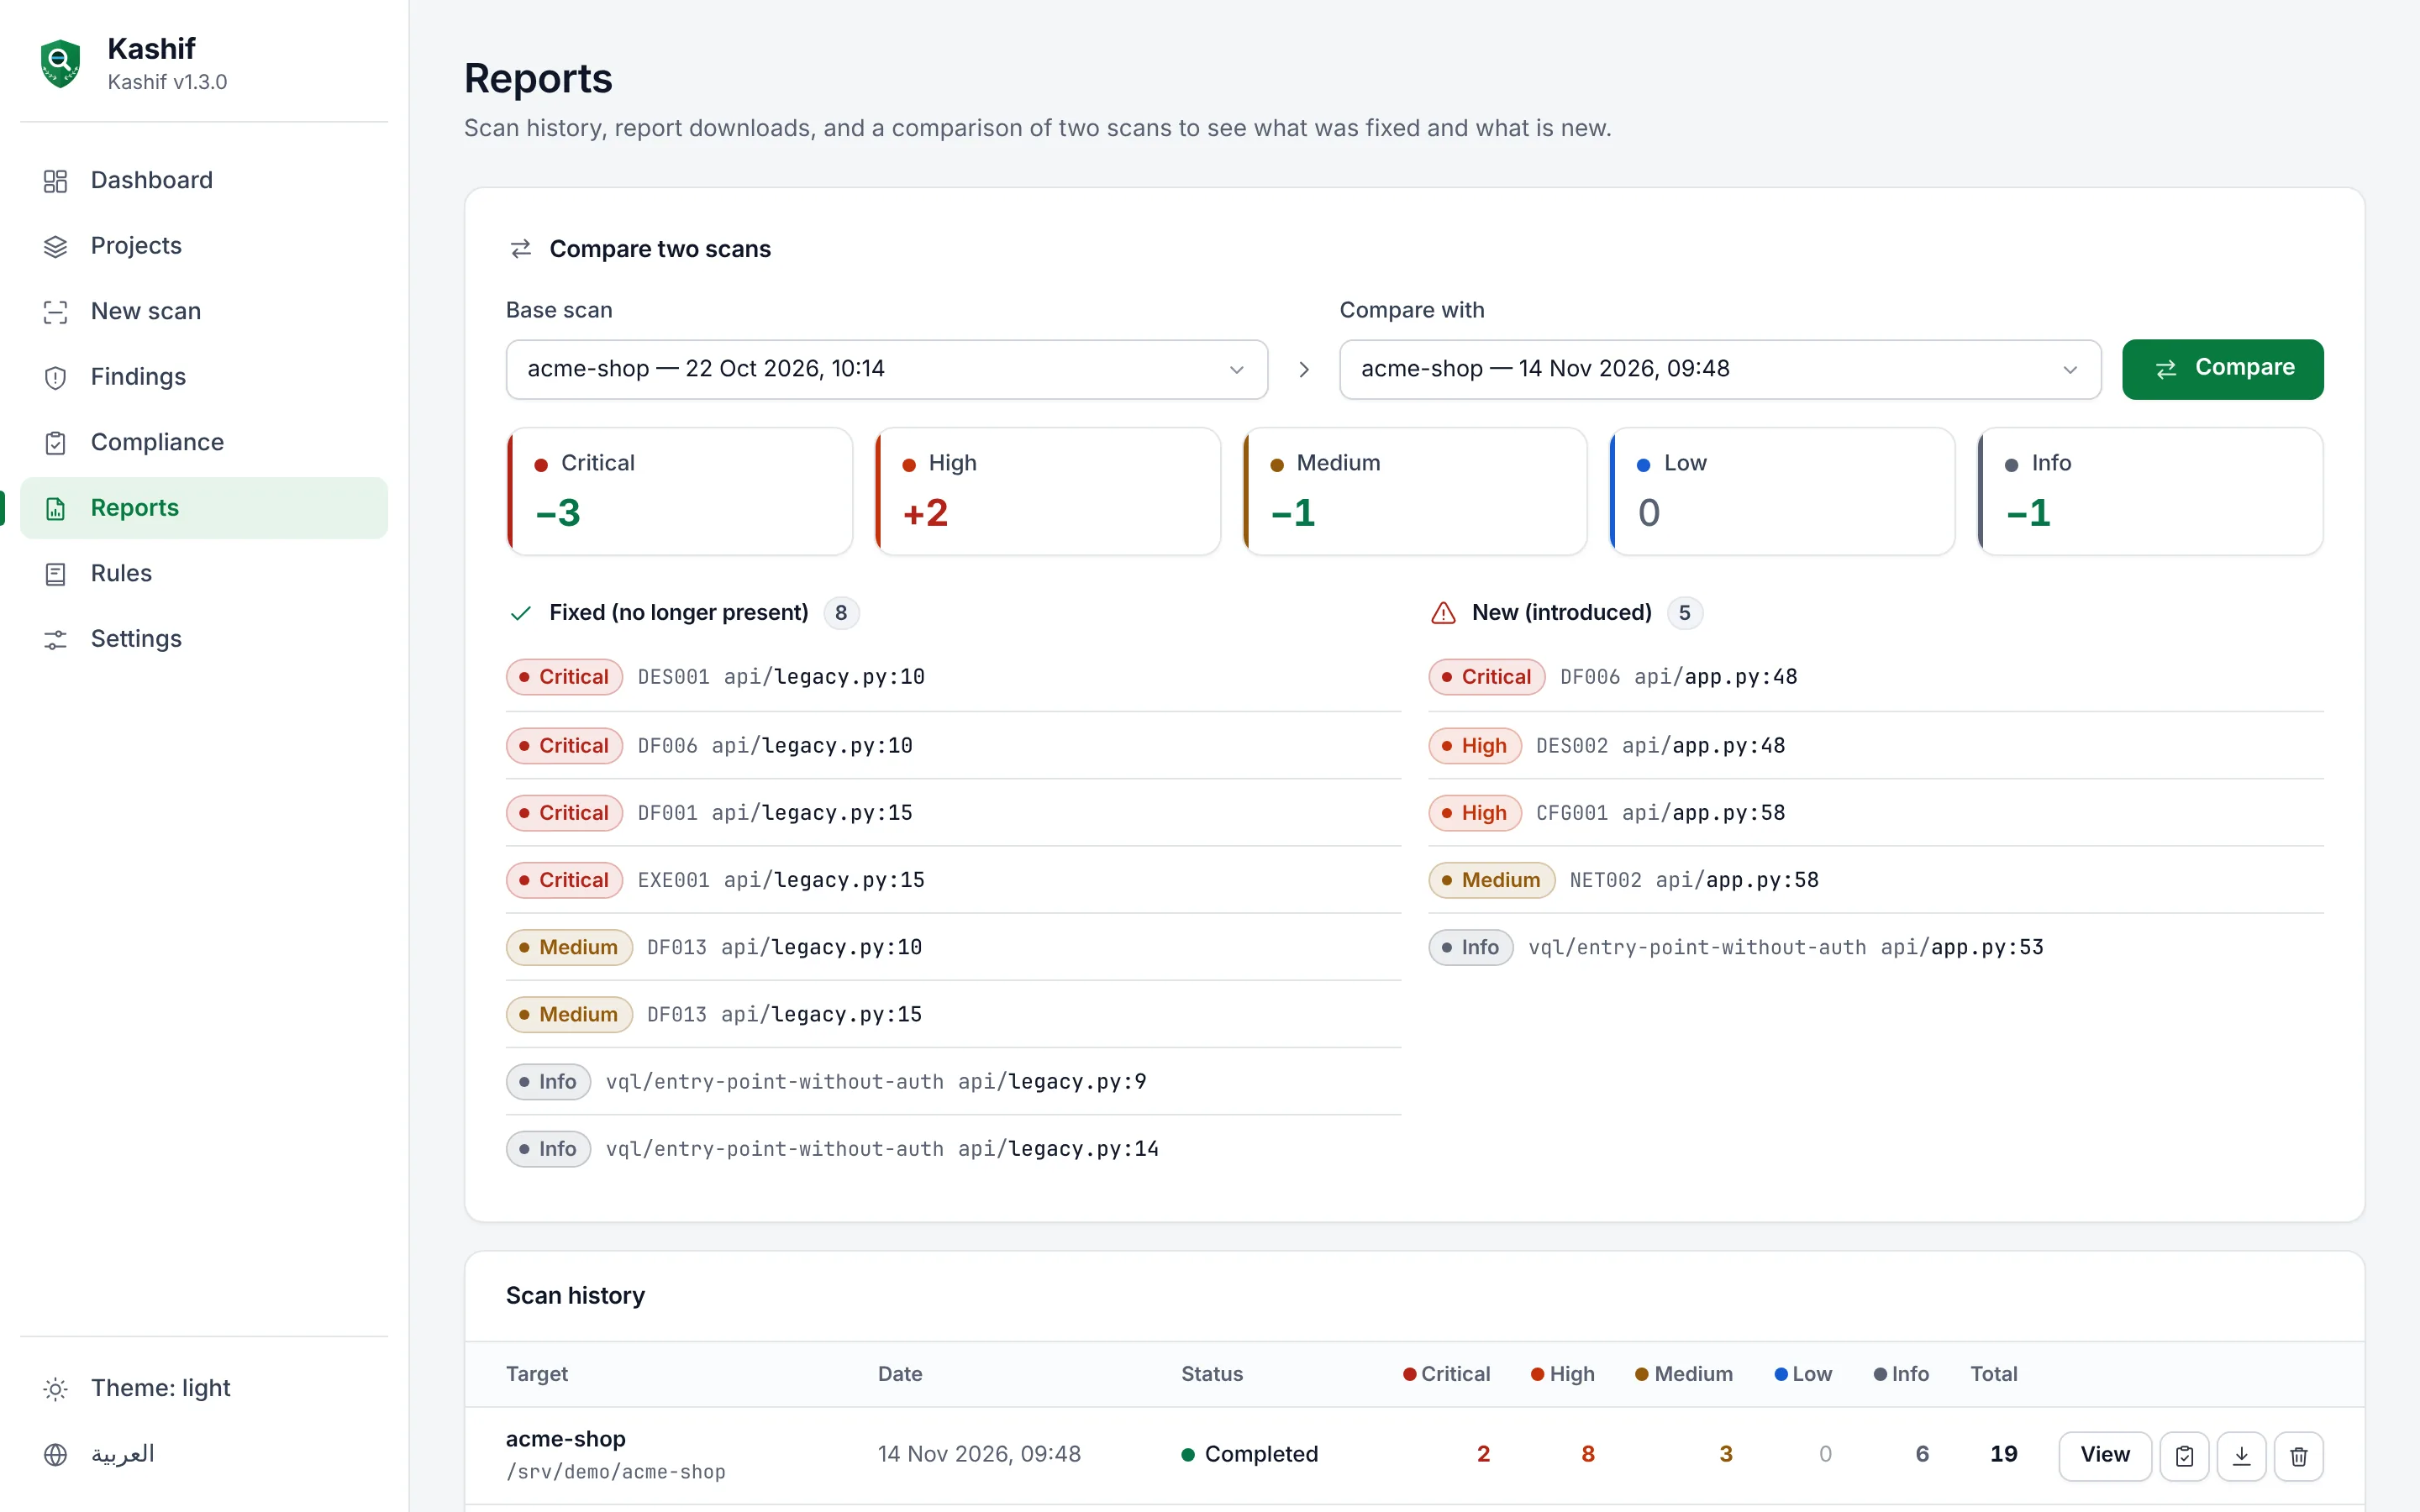 Kashif
Kashif v1.3.0
Dashboard
Projects
New scan
Findings
Compliance
Reports
Rules
Settings
Theme: light
العربية
Reports
Scan history, report downloads, and a comparison of two scans to see what was fixed and what is new.
Compare two scans
Base scan
Compare with
acme-shop — 22 Oct 2026, 10:14
acme-shop — 14 Nov 2026, 09:48
Compare
Critical
−3
High
+2
Medium
−1
Low
0
Info
−1
Fixed (no longer present) 8
Critical DES001 api/legacy.py:10
Critical DF006 api/legacy.py:10
Critical DF001 api/legacy.py:15
Critical EXE001 api/legacy.py:15
Medium DF013 api/legacy.py:10
Medium DF013 api/legacy.py:15
Info vql/entry-point-without-auth api/legacy.py:9
Info vql/entry-point-without-auth api/legacy.py:14
New (introduced) 5
Critical DF006 api/app.py:48
High DES002 api/app.py:48
High CFG001 api/app.py:58
Medium NET002 api/app.py:58
Info vql/entry-point-without-auth api/app.py:53
Scan history
Target Date Status Critical High Medium Low Info Total
acme-shop 14 Nov 2026, 09:48 Completed 2 8 3 0 6 19 View
/srv/demo/acme-shop